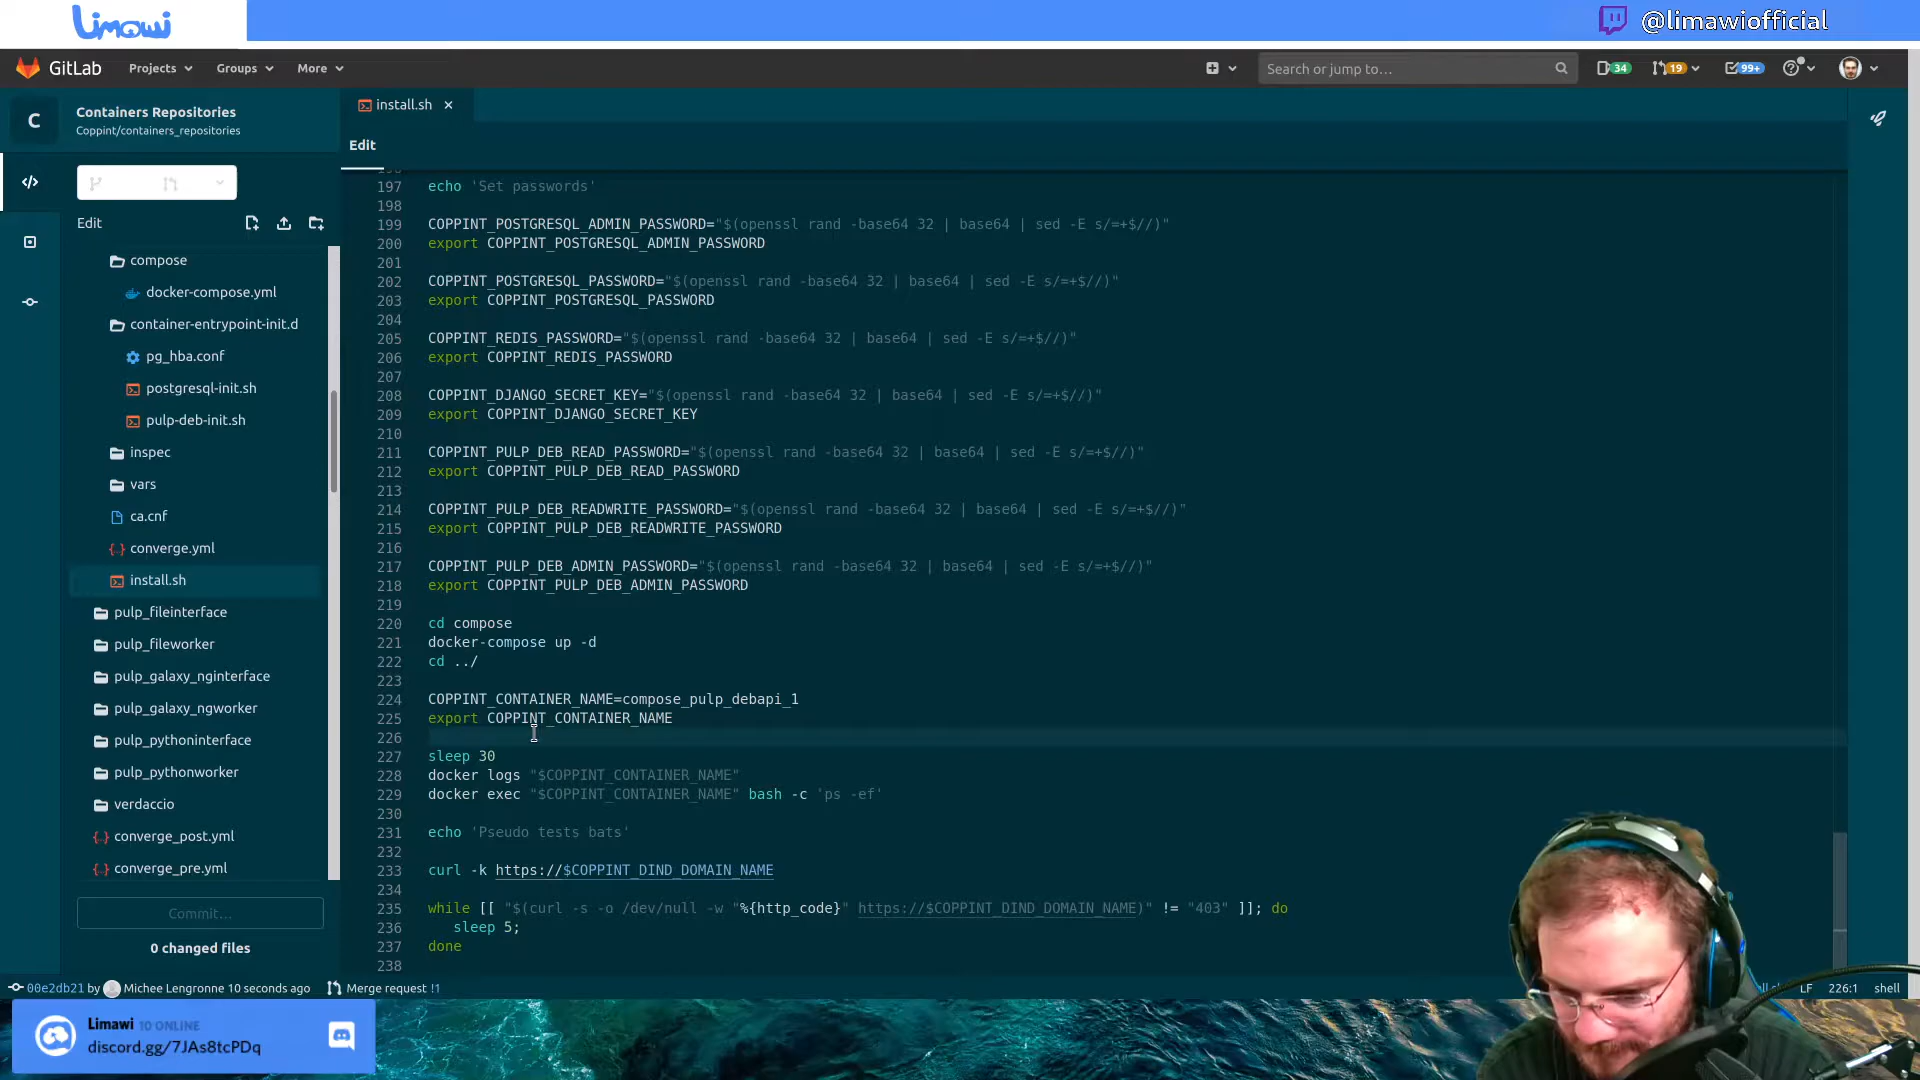 Limawi
@limawiofficial
GitLab
Projects
Groups
More
Search or jump to...
34
19
99+
C
Containers Repositories
Coppint/containers_repositories
install.sh
Edit
Edit
compose
docker-compose.yml
container-entrypoint-init.d
pg_hba.conf
postgresql-init.sh
pulp-deb-init.sh
inspec
vars
ca.cnf
converge.yml
install.sh
pulp_fileinterface
pulp_fileworker
pulp_galaxy_nginterface
pulp_galaxy_ngworker
pulp_pythoninterface
pulp_pythonworker
verdaccio
converge_post.yml
converge_pre.yml
Commit...
0 changed files
197 echo 'Set passwords'
198
199 COPPINT_POSTGRESQL_ADMIN_PASSWORD="$(openssl rand -base64 32 | base64 | sed -E s/=+$//)"
200 export COPPINT_POSTGRESQL_ADMIN_PASSWORD
201
202 COPPINT_POSTGRESQL_PASSWORD="$(openssl rand -base64 32 | base64 | sed -E s/=+$//)"
203 export COPPINT_POSTGRESQL_PASSWORD
204
205 COPPINT_REDIS_PASSWORD="$(openssl rand -base64 32 | base64 | sed -E s/=+$//)"
206 export COPPINT_REDIS_PASSWORD
207
208 COPPINT_DJANGO_SECRET_KEY="$(openssl rand -base64 32 | base64 | sed -E s/=+$//)"
209 export COPPINT_DJANGO_SECRET_KEY
210
211 COPPINT_PULP_DEB_READ_PASSWORD="$(openssl rand -base64 32 | base64 | sed -E s/=+$//)"
212 export COPPINT_PULP_DEB_READ_PASSWORD
213
214 COPPINT_PULP_DEB_READWRITE_PASSWORD="$(openssl rand -base64 32 | base64 | sed -E s/=+$//)"
215 export COPPINT_PULP_DEB_READWRITE_PASSWORD
216
217 COPPINT_PULP_DEB_ADMIN_PASSWORD="$(openssl rand -base64 32 | base64 | sed -E s/=+$//)"
218 export COPPINT_PULP_DEB_ADMIN_PASSWORD
219
220 cd compose
221 docker-compose up -d
222 cd ../
223
224 COPPINT_CONTAINER_NAME=compose_pulp_debapi_1
225 export COPPINT_CONTAINER_NAME
226
227 sleep 30
228 docker logs "$COPPINT_CONTAINER_NAME"
229 docker exec "$COPPINT_CONTAINER_NAME" bash -c 'ps -ef'
230
231 echo 'Pseudo tests bats'
232
233 curl -k https://$COPPINT_DIND_DOMAIN_NAME
234
235 while [[ "$(curl -s -o /dev/null -w "%{http_code}" https://$COPPINT_DIND_DOMAIN_NAME)" != "403" ]]; do
236 sleep 5;
237 done
238
00e2db21 by Michee Lengronne 10 seconds ago
Merge request !1
LF 226:1 shell
Limawi 10 ONLINE
discord.gg/7JAs8tcPDq